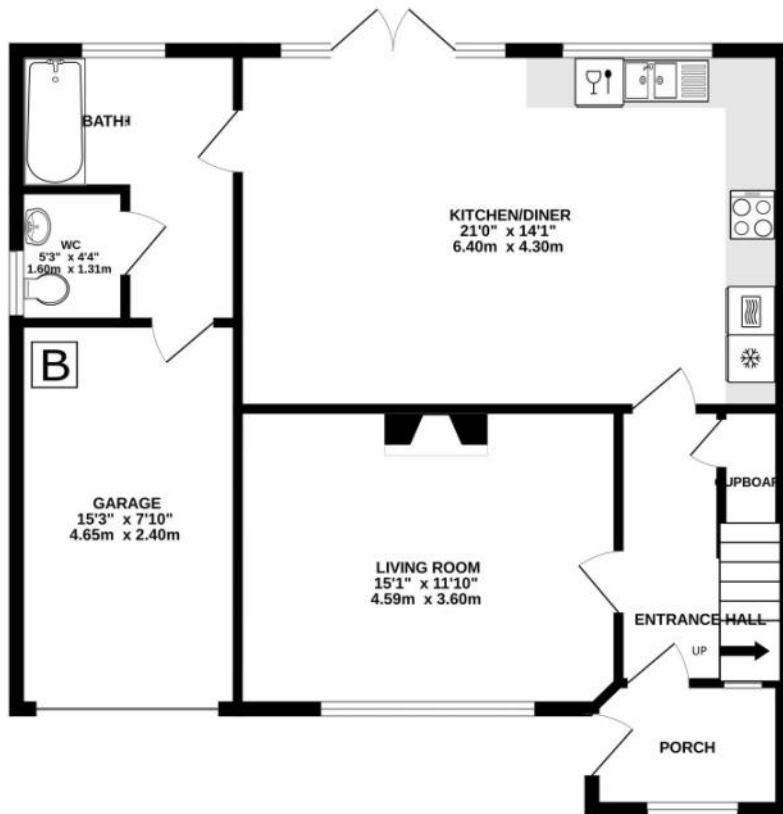 BATH
KITCHEN/DINER
21'0" x 14'1"
6.40m x 4.30m
WC
5'3" x 4'4"
1.60m x 1.31m
B
GARAGE
15'3" x 7'10"
4.65m x 2.40m
LIVING ROOM
15'1" x 11'10"
4.59m x 3.60m
CUPBOAR
ENTRANCE HALL
UP
PORCH